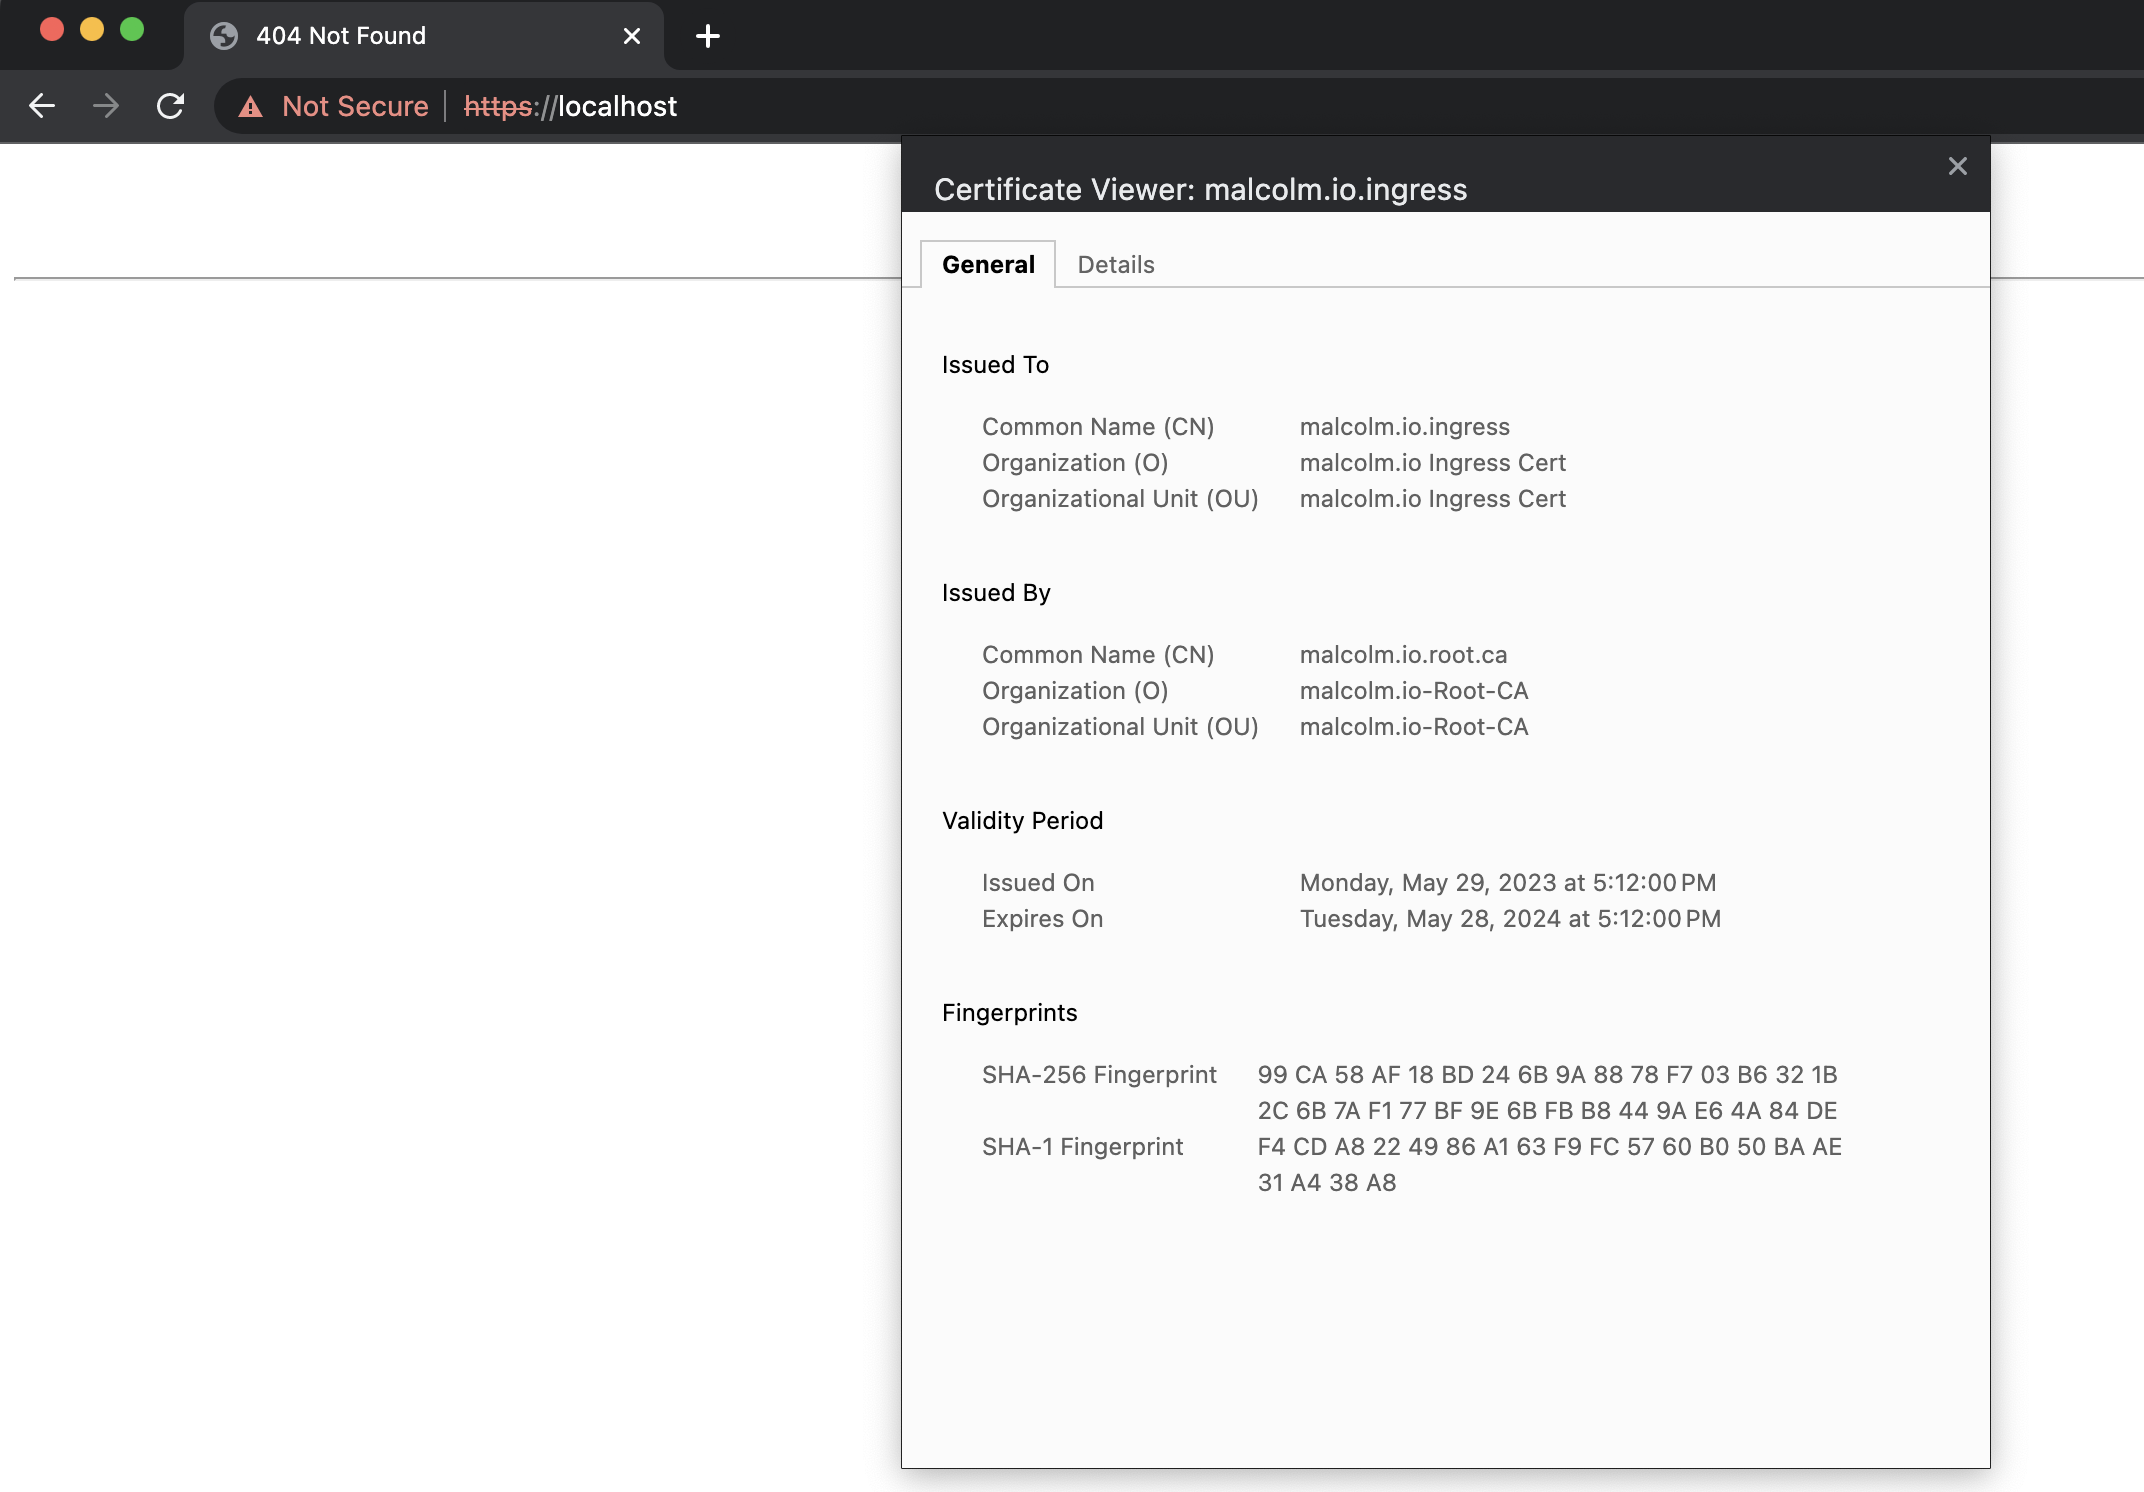 404 Not Found
Not Secure https://localhost
Certificate Viewer: malcolm.io.ingress
General Details
Issued To
Common Name (CN) malcolm.io.ingress
Organization (O) malcolm.io Ingress Cert
Organizational Unit (OU) malcolm.io Ingress Cert
Issued By
Common Name (CN) malcolm.io.root.ca
Organization (O) malcolm.io-Root-CA
Organizational Unit (OU) malcolm.io-Root-CA
Validity Period
Issued On Monday, May 29, 2023 at 5:12:00 PM
Expires On Tuesday, May 28, 2024 at 5:12:00 PM
Fingerprints
SHA-256 Fingerprint 99 CA 58 AF 18 BD 24 6B 9A 88 78 F7 03 B6 32 1B
2C 6B 7A F1 77 BF 9E 6B FB B8 44 9A E6 4A 84 DE
SHA-1 Fingerprint F4 CD A8 22 49 86 A1 63 F9 FC 57 60 B0 50 BA AE
31 A4 38 A8